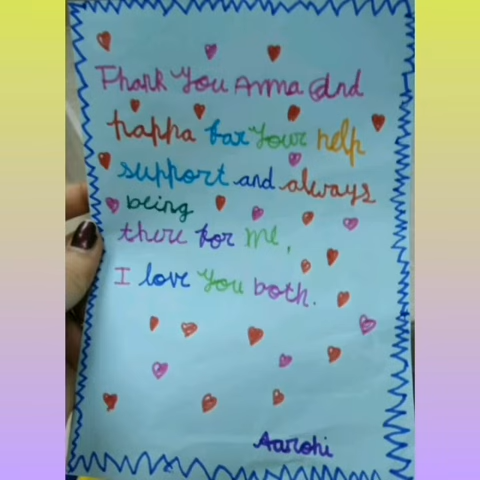 Thank You Amma and
pappa for Your help
support and always
being
there for me,
I love You both.
Aarohi